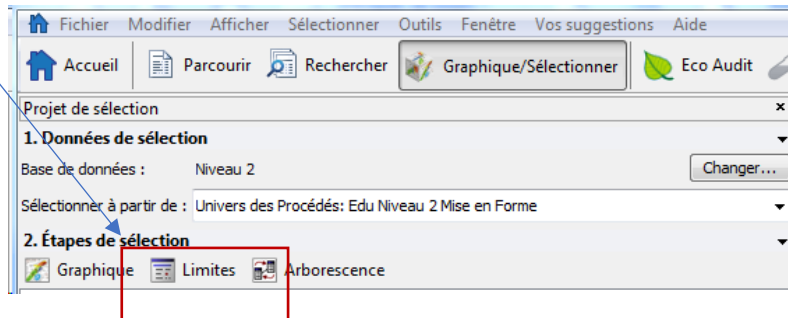 Fichier Modifier Afficher Sélectionner Outils Fenêtre Vos suggestions Aide
Accueil Parcourir Rechercher Graphique/Sélectionner Eco Audit
Projet de sélection x
1. Données de sélection
Base de données : Niveau 2 Changer...
Sélectionner à partir de : Univers des Procédés: Edu Niveau 2 Mise en Forme
2. Étapes de sélection
Graphique Limites Arborescence